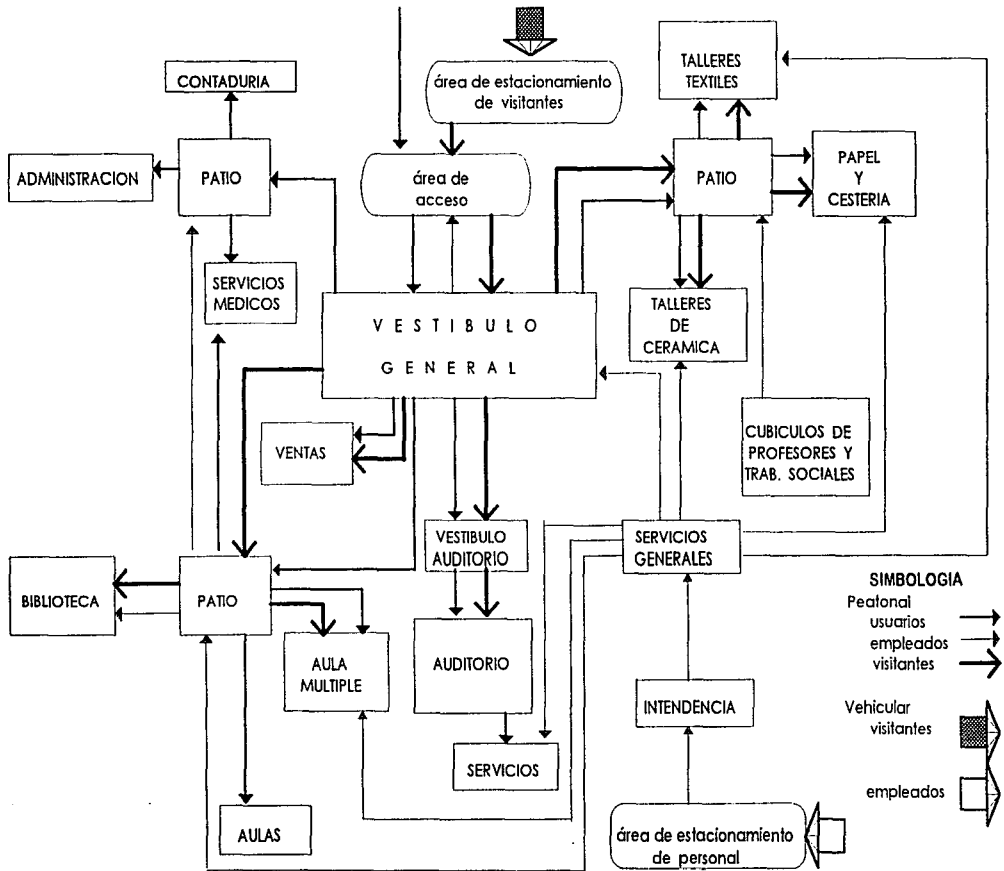 área de estacionamiento
de visitantes
TALLERES
TEXTILES
CONTADURIA
ADMINISTRACION
PATIO
área de
acceso
PATIO
PAPEL
Y
CESTERIA
SERVICIOS
MEDICOS
VESTIBULO
GENERAL
TALLERES
DE
CERAMICA
VENTAS
CUBICULOS DE
PROFESORES Y
TRAB. SOCIALES
VESTIBULO
AUDITORIO
SERVICIOS
GENERALES
BIBLIOTECA
PATIO
AULA
MULTIPLE
AUDITORIO
INTENDENCIA
SERVICIOS
AULAS
área de estacionamiento
de personal
SIMBOLOGIA
Peatonal
usuarios
empleados
visitantes
Vehicular
visitantes
empleados